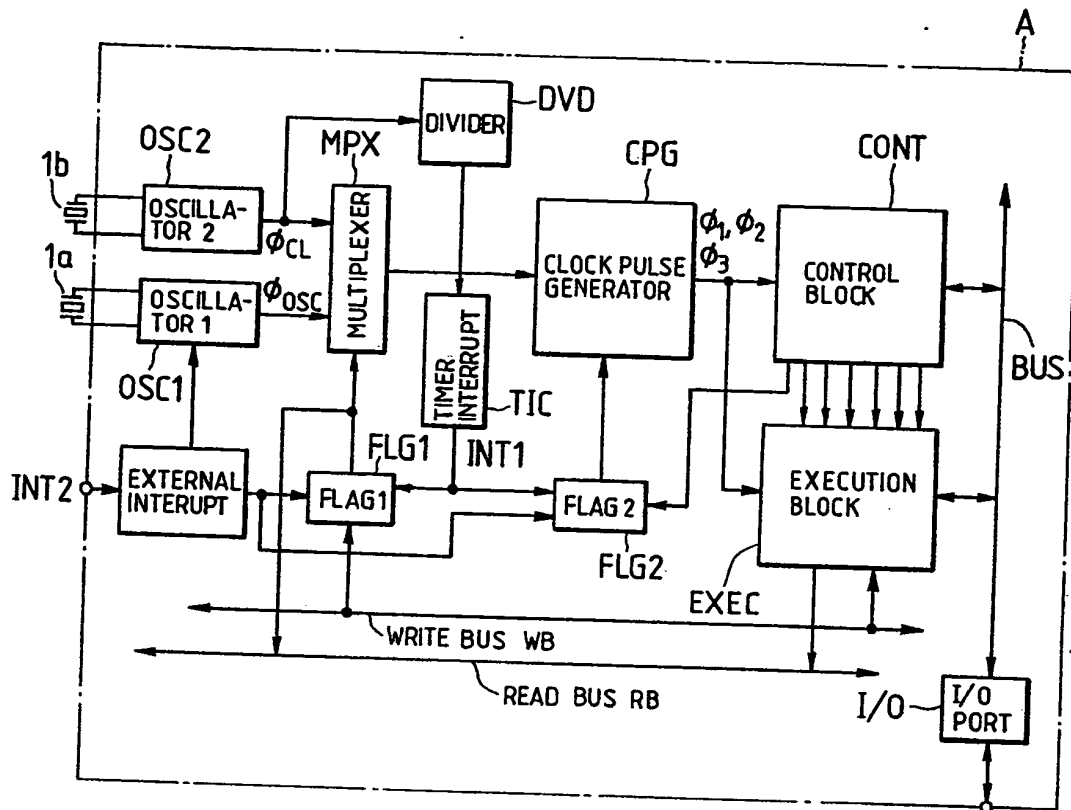 A
DVD
DIVIDER
MPX
OSC2
CPG
CONT
1b
OSCILLA-
TOR 2
ΦCL
MULTIPLEXER
CLOCK PULSE
GENERATOR
Φ1, Φ2
Φ3
CONTROL
BLOCK
1a
OSCILLA-
TOR 1
ΦOSC
OSC1
TIMER
INTERRUPT
TIC
BUS
INT2
EXTERNAL
INTERUPT
FLG1
INT1
FLAG1
FLAG 2
FLG2
EXECUTION
BLOCK
EXEC
WRITE BUS WB
READ BUS RB
I/O
I/O
PORT